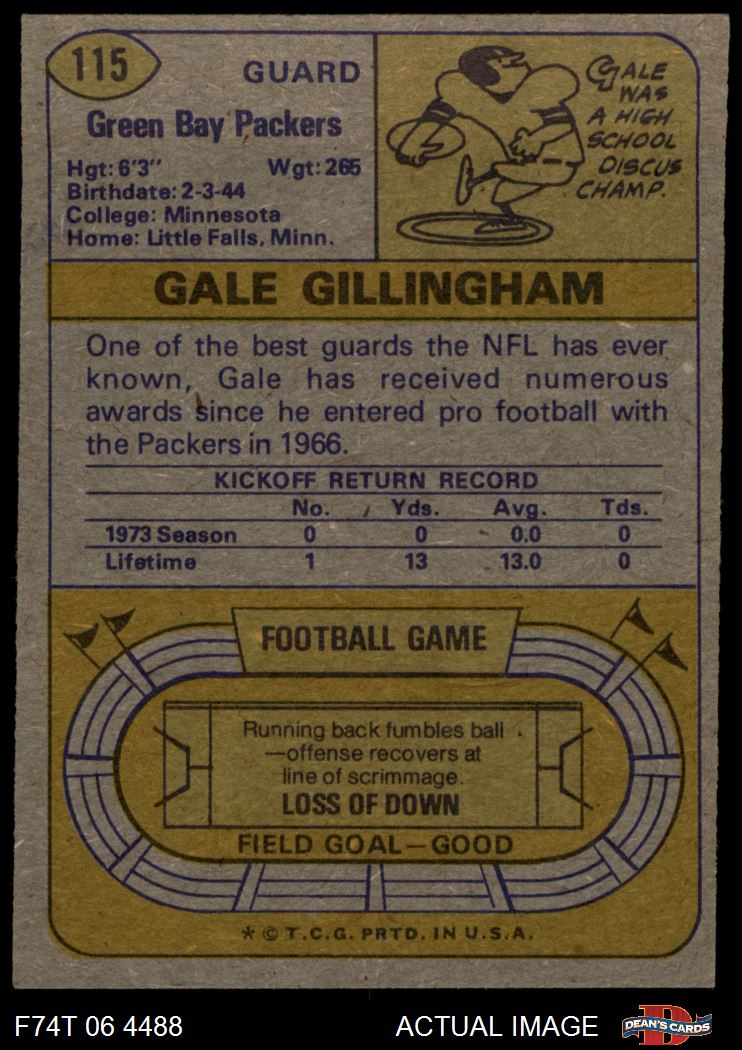 115
GUARD
Green Bay Packers
Hgt: 6'3" Wgt: 265
Birthdate: 2-3-44
College: Minnesota
Home: Little Falls, Minn.
GALE
WAS
A HIGH
SCHOOL
DISCUS
CHAMP.
GALE GILLINGHAM
One of the best guards the NFL has ever
known, Gale has received numerous
awards since he entered pro football with
the Packers in 1966.
KICKOFF RETURN RECORD
No. Yds. Avg. Tds.
1973 Season 0 0 0.0 0
Lifetime 1 13 13.0 0
FOOTBALL GAME
Running back fumbles ball
—offense recovers at
line of scrimmage.
LOSS OF DOWN
FIELD GOAL—GOOD
* © T.C.G. PRTD. IN U.S.A.
F74T 06 4488 ACTUAL IMAGE
DEAN'S CARDS